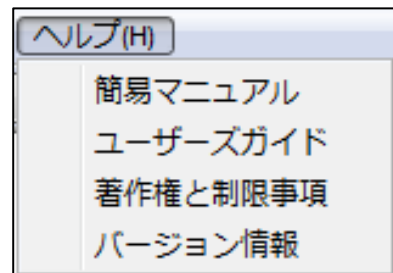 ヘルプ(H)
簡易マニュアル
ユーザーズガイド
著作権と制限事項
バージョン情報